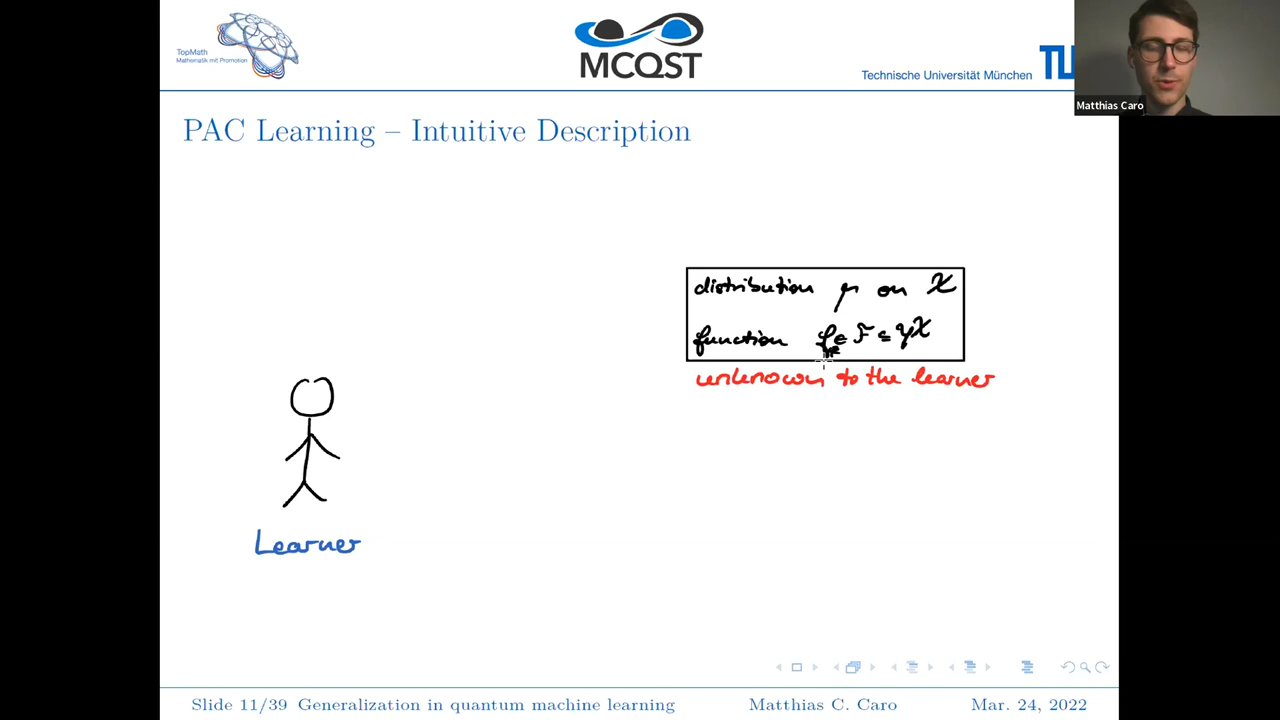 TopMath
Mathematik mit Promotion
MCQST
Technische Universität München
TU
Matthias Caro
PAC Learning – Intuitive Description
distribution μ on 𝒳
function f ∈ ℱ ⊆ 𝒴^𝒳
unknown to the learner
Learner
Slide 11/39 Generalization in quantum machine learning Matthias C. Caro Mar. 24, 2022